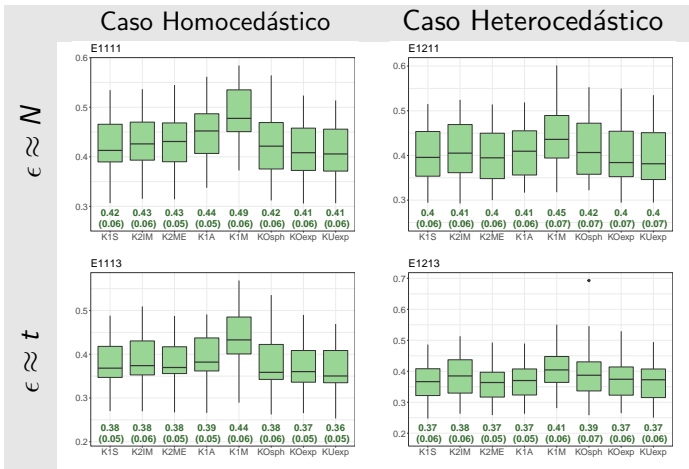 Caso Homocedástico
Caso Heterocedástico
ϵ ≈ N
E1111
0.6
0.5
0.4
0.3
0.42 0.43 0.43 0.44 0.49 0.42 0.41 0.41
(0.06) (0.06) (0.05) (0.05) (0.06) (0.06) (0.06) (0.06)
K1S K2IM K2ME K1A K1M KOsph KOexp KUexp
E1211
0.6
0.5
0.4
0.3
0.4 0.41 0.4 0.41 0.45 0.42 0.4 0.4
(0.06) (0.06) (0.06) (0.06) (0.07) (0.07) (0.07) (0.07)
K1S K2IM K2ME K1A K1M KOsph KOexp KUexp
ϵ ≈ t
E1113
0.5
0.4
0.3
0.2
0.38 0.38 0.38 0.39 0.44 0.38 0.37 0.36
(0.05) (0.06) (0.05) (0.05) (0.06) (0.06) (0.05) (0.05)
K1S K2IM K2ME K1A K1M KOsph KOexp KUexp
E1213
0.7
0.6
0.5
0.4
0.3
0.2
0.37 0.38 0.37 0.37 0.41 0.39 0.37 0.37
(0.06) (0.06) (0.05) (0.05) (0.06) (0.07) (0.06) (0.06)
K1S K2IM K2ME K1A K1M KOsph KOexp KUexp